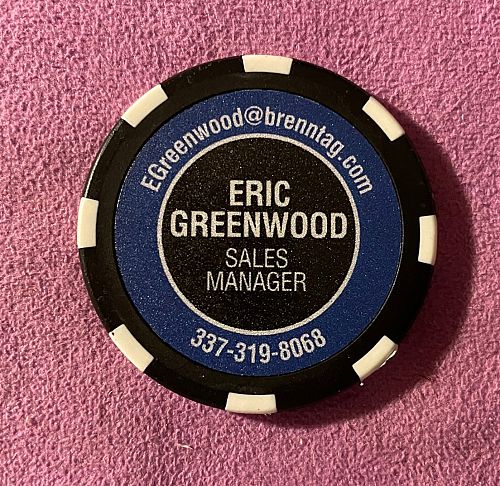 EGreenwood@brenntag.com
ERIC
GREENWOOD
SALES
MANAGER
337-319-8068